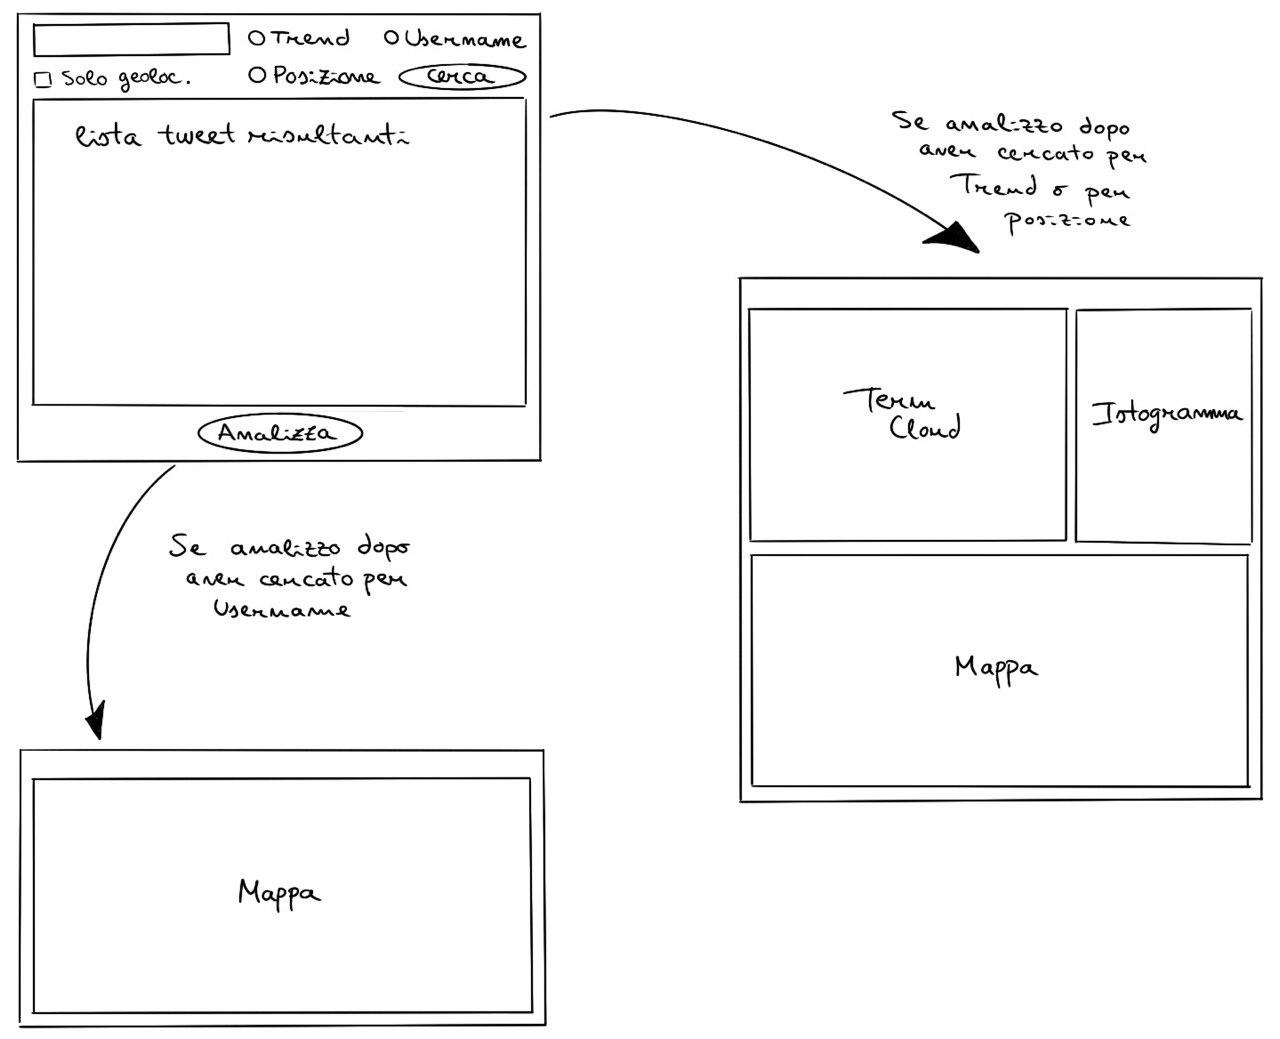 Trend
Username
Solo geoloc.
Posizione
Cerca
lista tweet risultanti
Analizza
Se analizzo dopo
aver cercato per
Trend o per
posizione
Term
Cloud
Istogramma
Mappa
Se analizzo dopo
aver cercato per
Username
Mappa